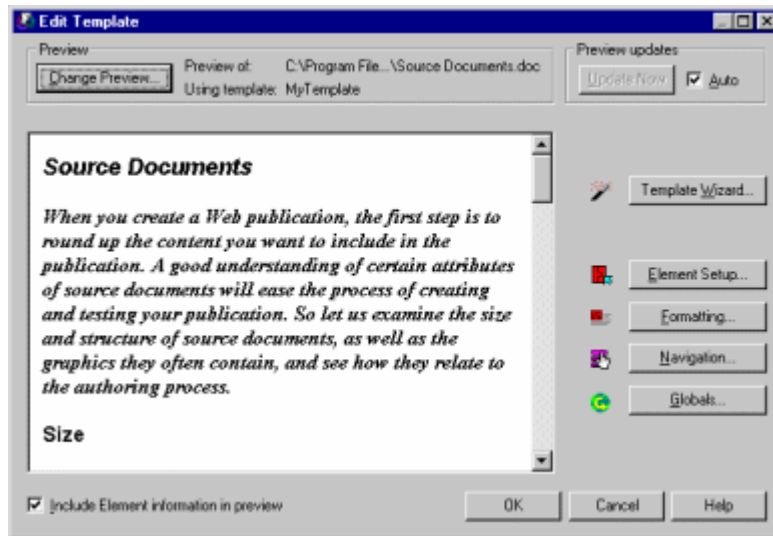 Edit Template
Preview
Preview updates
Change Preview...
Preview of: C:\Program File...\Source Documents.doc
Using template: MyTemplate
Update Now
Auto
Source Documents
When you create a Web publication, the first step is to
round up the content you want to include in the
publication. A good understanding of certain attributes
of source documents will ease the process of creating
and testing your publication. So let us examine the size
and structure of source documents, as well as the
graphics they often contain, and see how they relate to
the authoring process.
Size
Template Wizard...
Element Setup...
Formatting...
Navigation...
Globals...
Include Element information in preview
OK
Cancel
Help